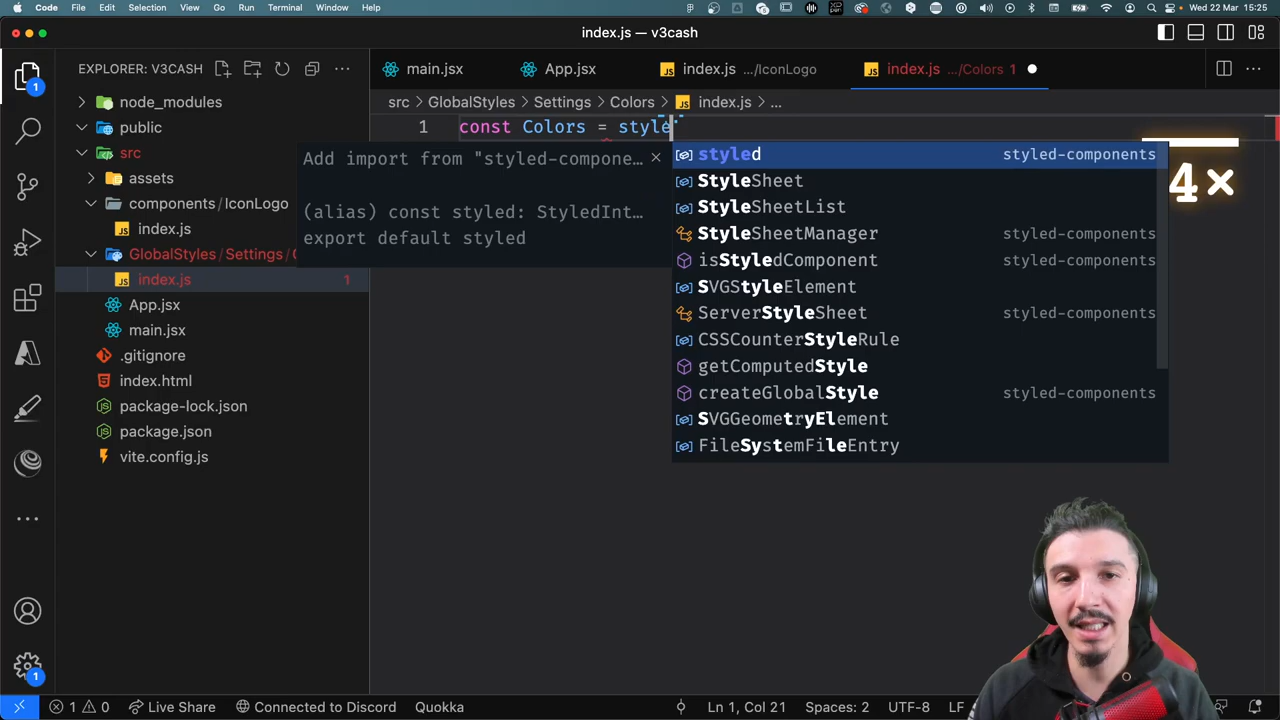 Code File Edit Selection View Go Run Terminal Window Help Wed 22 Mar 15:25
index.js — v3cash
EXPLORER: V3CASH
main.jsx App.jsx index.js .../IconLogo index.js .../Colors 1
src > GlobalStyles > Settings > Colors > index.js > ...
1 const Colors = style
node_modules
public
src
assets
components/IconLogo
index.js
GlobalStyles/Settings/
index.js 1
App.jsx
main.jsx
.gitignore
index.html
package-lock.json
package.json
vite.config.js
1
1
Add import from "styled-compone…
(alias) const styled: StyledInt…
export default styled
styled styled-components
StyleSheet
StyleSheetList
StyleSheetManager styled-components
isStyledComponent styled-components
SVGStyleElement
ServerStyleSheet styled-components
CSSCounterStyleRule
getComputedStyle
createGlobalStyle styled-components
SVGGeometryElement
FileSystemFileEntry
4×
1 0 Live Share Connected to Discord Quokka Ln 1, Col 21 Spaces: 2 UTF-8 LF